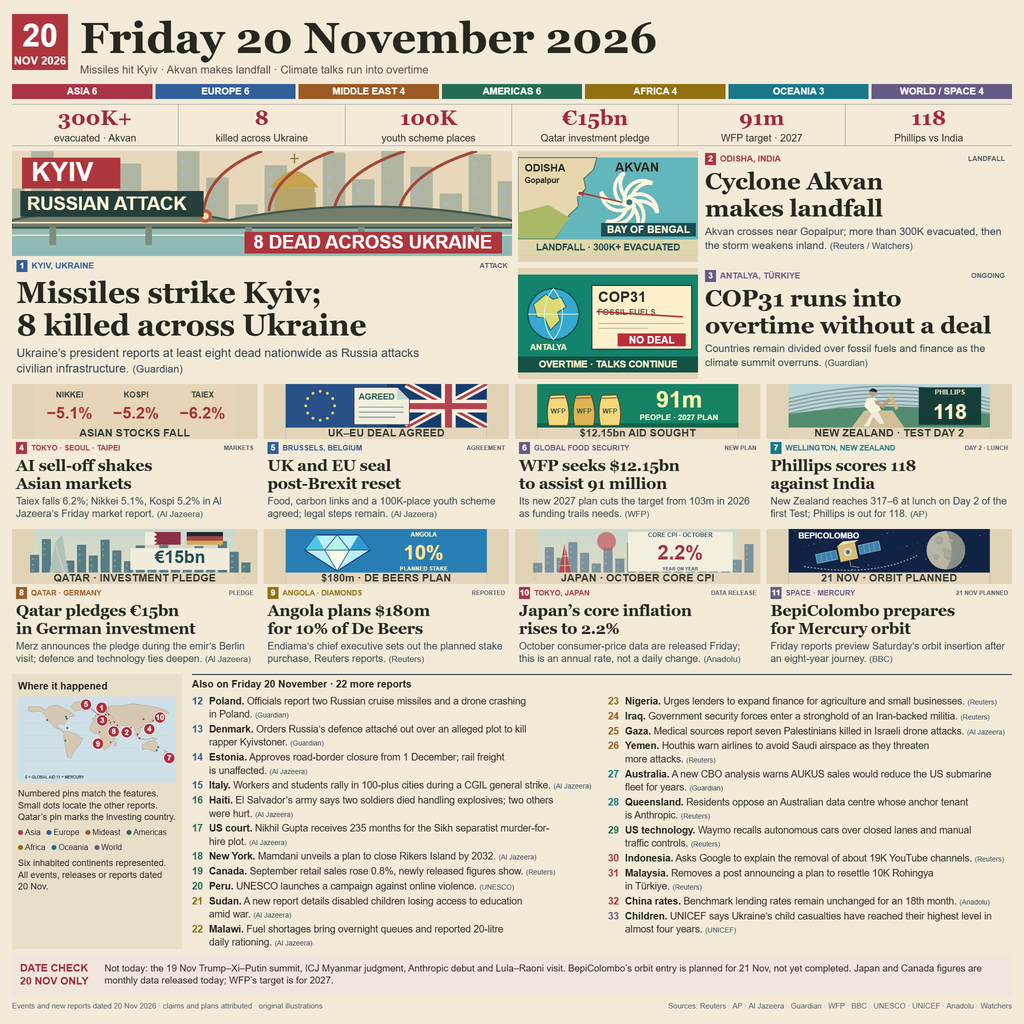 20
NOV 2026
Friday 20 November 2026
Missiles hit Kyiv · Akvan makes landfall · Climate talks run into overtime
ASIA 6
EUROPE 6
MIDDLE EAST 4
AMERICAS 6
AFRICA 4
OCEANIA 3
WORLD / SPACE 4
300K+
evacuated · Akvan
8
killed across Ukraine
100K
youth scheme places
€15bn
Qatar investment pledge
91m
WFP target · 2027
118
Phillips vs India
KYIV
RUSSIAN ATTACK
8 DEAD ACROSS UKRAINE
1 KYIV, UKRAINE
ATTACK
Missiles strike Kyiv;
8 killed across Ukraine
Ukraine's president reports at least eight dead nationwide as Russia attacks
civilian infrastructure. (Guardian)
ODISHA
Gopalpur
AKVAN
BAY OF BENGAL
LANDFALL · 300K+ EVACUATED
2 ODISHA, INDIA
LANDFALL
Cyclone Akvan
makes landfall
Akvan crosses near Gopalpur; more than 300K evacuated, then
the storm weakens inland. (Reuters / Watchers)
ANTALYA
COP31
FOSSIL FUELS
NO DEAL
OVERTIME · TALKS CONTINUE
3 ANTALYA, TÜRKIYE
ONGOING
COP31 runs into
overtime without a deal
Countries remain divided over fossil fuels and finance as the
climate summit overruns. (Guardian)
NIKKEI KOSPI TAIEX
−5.1% −5.2% −6.2%
ASIAN STOCKS FALL
4 TOKYO · SEOUL · TAIPEI
MARKETS
AI sell-off shakes
Asian markets
Taiex falls 6.2%; Nikkei 5.1%, Kospi 5.2% in Al
Jazeera's Friday market report. (Al Jazeera)
AGREED
UK–EU DEAL AGREED
5 BRUSSELS, BELGIUM
AGREEMENT
UK and EU seal
post-Brexit reset
Food, carbon links and a 100K-place youth scheme
agreed; legal steps remain. (Al Jazeera)
WFP WFP WFP
91m
PEOPLE · 2027 PLAN
$12.15bn AID SOUGHT
6 GLOBAL FOOD SECURITY
NEW PLAN
WFP seeks $12.15bn
to assist 91 million
Its new 2027 plan cuts the target from 103m in 2026
as funding trails needs. (WFP)
PHILLIPS
118
NEW ZEALAND · TEST DAY 2
7 WELLINGTON, NEW ZEALAND
DAY 2 · LUNCH
Phillips scores 118
against India
New Zealand reaches 317–6 at lunch on Day 2 of the
first Test; Phillips is out for 118. (AP)
€15bn
QATAR · INVESTMENT PLEDGE
8 QATAR · GERMANY
PLEDGE
Qatar pledges €15bn
in German investment
Merz announces the pledge during the emir's Berlin
visit; defence and technology ties deepen. (Al Jazeera)
ANGOLA
10%
PLANNED STAKE
$180m · DE BEERS PLAN
9 ANGOLA · DIAMONDS
REPORTED
Angola plans $180m
for 10% of De Beers
Endiama's chief executive sets out the planned stake
purchase, Reuters reports. (Reuters)
CORE CPI · OCTOBER
2.2%
YEAR ON YEAR
JAPAN · OCTOBER CORE CPI
10 TOKYO, JAPAN
DATA RELEASE
Japan's core inflation
rises to 2.2%
October consumer-price data are released Friday;
this is an annual rate, not a daily change. (Anadolu)
BEPICOLOMBO
21 NOV · ORBIT PLANNED
11 SPACE · MERCURY
21 NOV PLANNED
BepiColombo prepares
for Mercury orbit
Friday reports preview Saturday's orbit insertion after
an eight-year journey. (BBC)
Where it happened
5 1 3 8 2 4 10 9 7
6 = GLOBAL AID 11 = MERCURY
Numbered pins match the features.
Small dots locate the other reports.
Qatar's pin marks the investing country.
Asia Europe Mideast Americas
Africa Oceania World
Six inhabited continents represented.
All events, releases or reports dated
20 Nov.
Also on Friday 20 November · 22 more reports
12 Poland. Officials report two Russian cruise missiles and a drone crashing
in Poland. (Guardian)
13 Denmark. Orders Russia's defence attaché out over an alleged plot to kill
rapper Kyivstoner. (Guardian)
14 Estonia. Approves road-border closure from 1 December; rail freight
is unaffected. (Al Jazeera)
15 Italy. Workers and students rally in 100-plus cities during a CGIL general strike. (Al Jazeera)
16 Haiti. El Salvador's army says two soldiers died handling explosives; two others
were hurt. (Al Jazeera)
17 US court. Nikhil Gupta receives 235 months for the Sikh separatist murder-for-
hire plot. (Al Jazeera)
18 New York. Mamdani unveils a plan to close Rikers Island by 2032. (Al Jazeera)
19 Canada. September retail sales rose 0.8%, newly released figures show. (Reuters)
20 Peru. UNESCO launches a campaign against online violence. (UNESCO)
21 Sudan. A new report details disabled children losing access to education
amid war. (Al Jazeera)
22 Malawi. Fuel shortages bring overnight queues and reported 20-litre
daily rationing. (Al Jazeera)
23 Nigeria. Urges lenders to expand finance for agriculture and small businesses. (Reuters)
24 Iraq. Government security forces enter a stronghold of an Iran-backed militia. (Reuters)
25 Gaza. Medical sources report seven Palestinians killed in Israeli drone attacks. (Al Jazeera)
26 Yemen. Houthis warn airlines to avoid Saudi airspace as they threaten
more attacks. (Reuters)
27 Australia. A new CBO analysis warns AUKUS sales would reduce the US submarine
fleet for years. (Guardian)
28 Queensland. Residents oppose an Australian data centre whose anchor tenant
is Anthropic. (Reuters)
29 US technology. Waymo recalls autonomous cars over closed lanes and manual
traffic controls. (Reuters)
30 Indonesia. Asks Google to explain the removal of about 19K YouTube channels. (Reuters)
31 Malaysia. Removes a post announcing a plan to resettle 10K Rohingya
in Türkiye. (Reuters)
32 China rates. Benchmark lending rates remain unchanged for an 18th month. (Anadolu)
33 Children. UNICEF says Ukraine's child casualties have reached their highest level in
almost four years. (UNICEF)
DATE CHECK
20 NOV ONLY
Not today: the 19 Nov Trump–Xi–Putin summit, ICJ Myanmar judgment, Anthropic debut and Lula–Raoni visit. BepiColombo's orbit entry is planned for 21 Nov, not yet completed. Japan and Canada figures are
monthly data released today; WFP's target is for 2027.
Events and new reports dated 20 Nov 2026 · claims and plans attributed · original illustrations
Sources: Reuters · AP · Al Jazeera · Guardian · WFP · BBC · UNESCO · UNICEF · Anadolu · Watchers